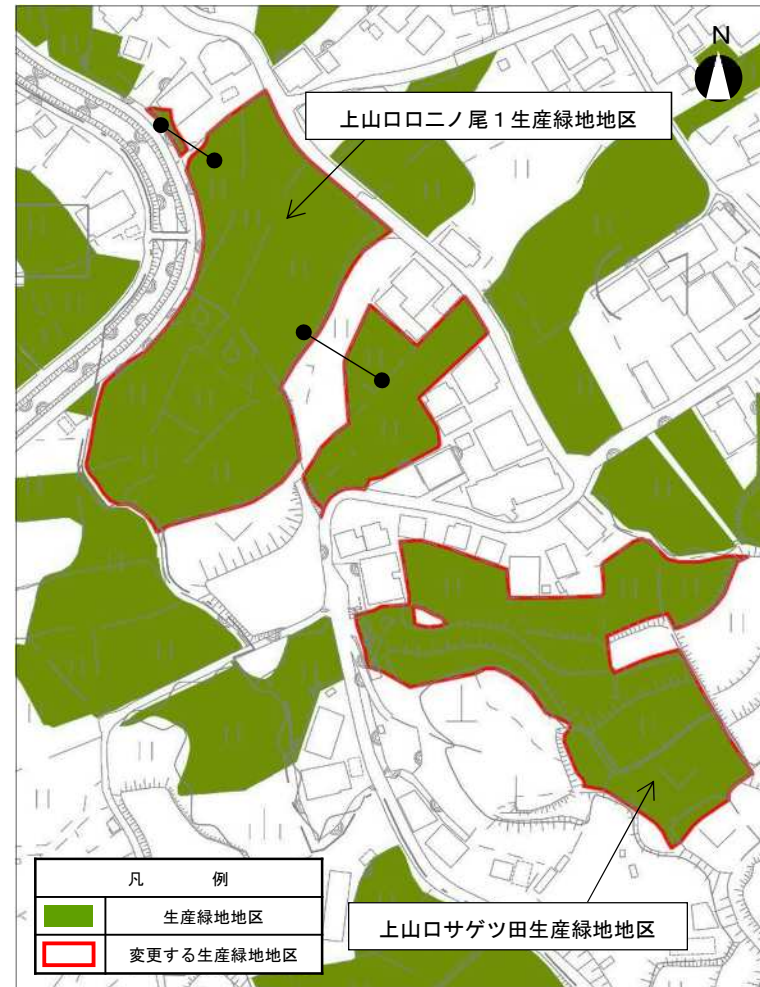 N
上山口口二ノ尾1生産緑地地区
凡 例
生産緑地地区
変更する生産緑地地区
上山口サゲツ田生産緑地地区